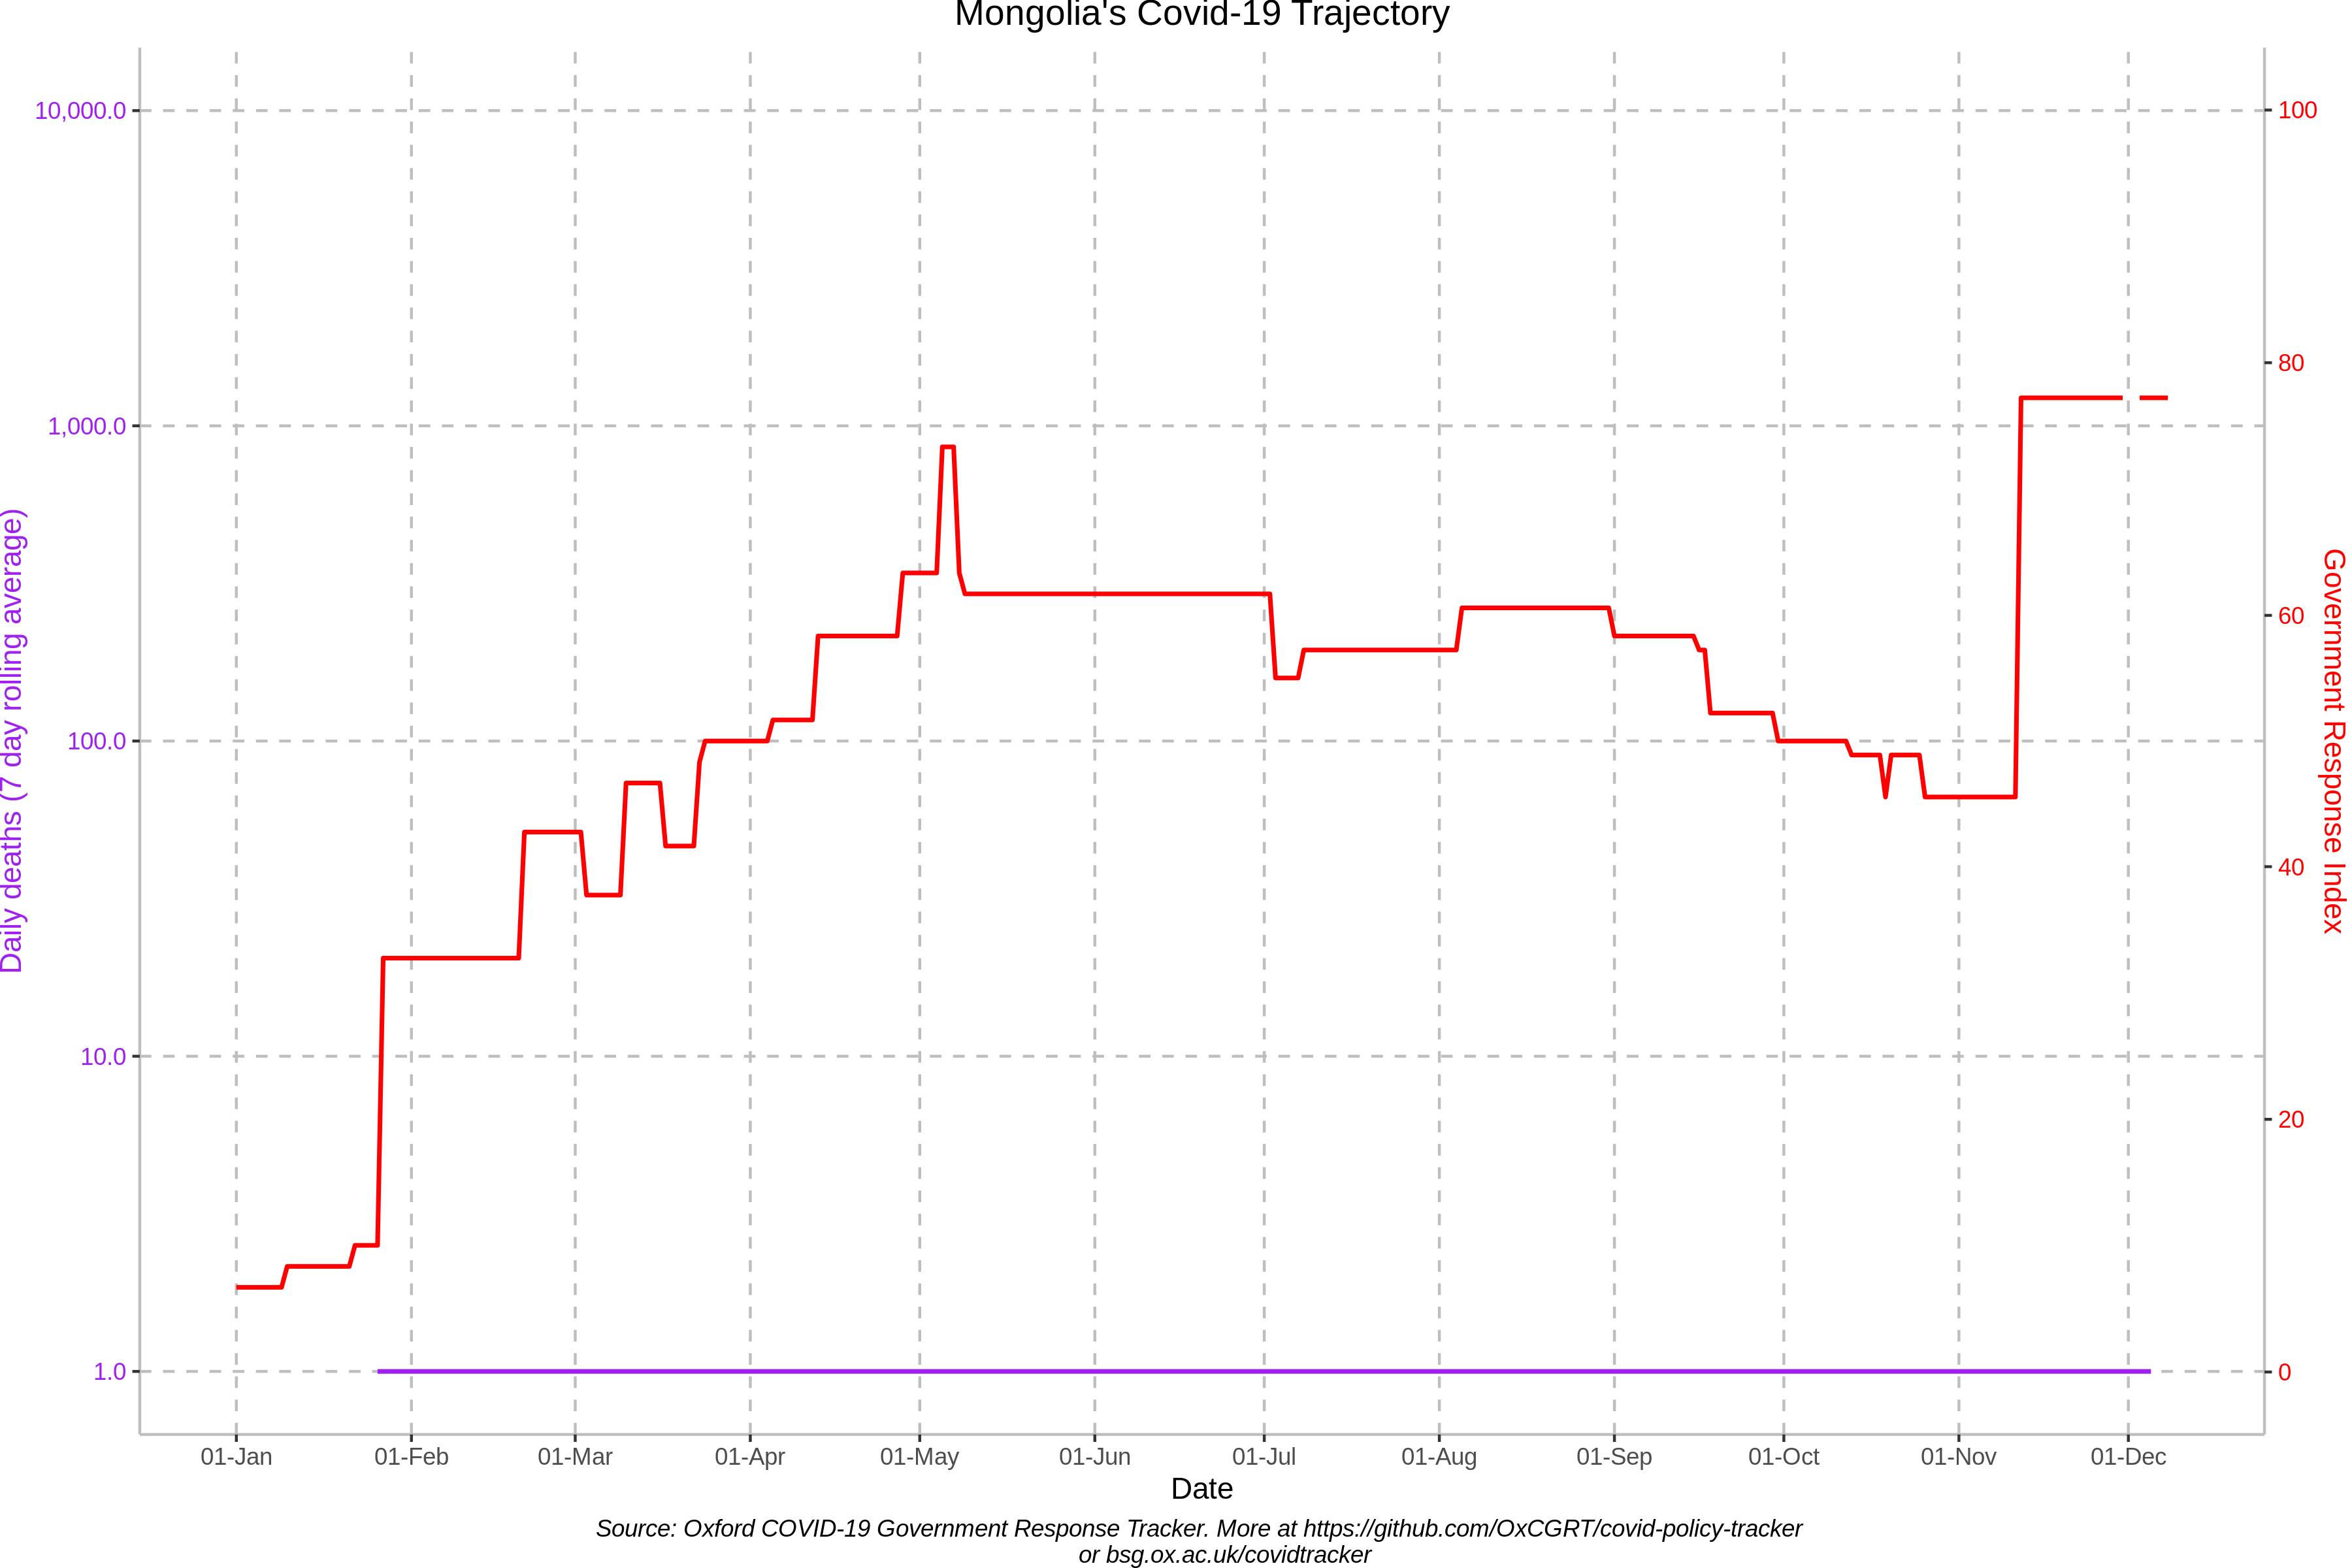 Mongolia's Covid-19 Trajectory
Daily deaths (7 day rolling average)
10,000.0
1,000.0
100.0
10.0
1.0
100
80
60
40
20
0
Government Response Index
01-Jan 01-Feb 01-Mar 01-Apr 01-May 01-Jun 01-Jul 01-Aug 01-Sep 01-Oct 01-Nov 01-Dec
Date
Source: Oxford COVID-19 Government Response Tracker. More at https://github.com/OxCGRT/covid-policy-tracker
or bsg.ox.ac.uk/covidtracker